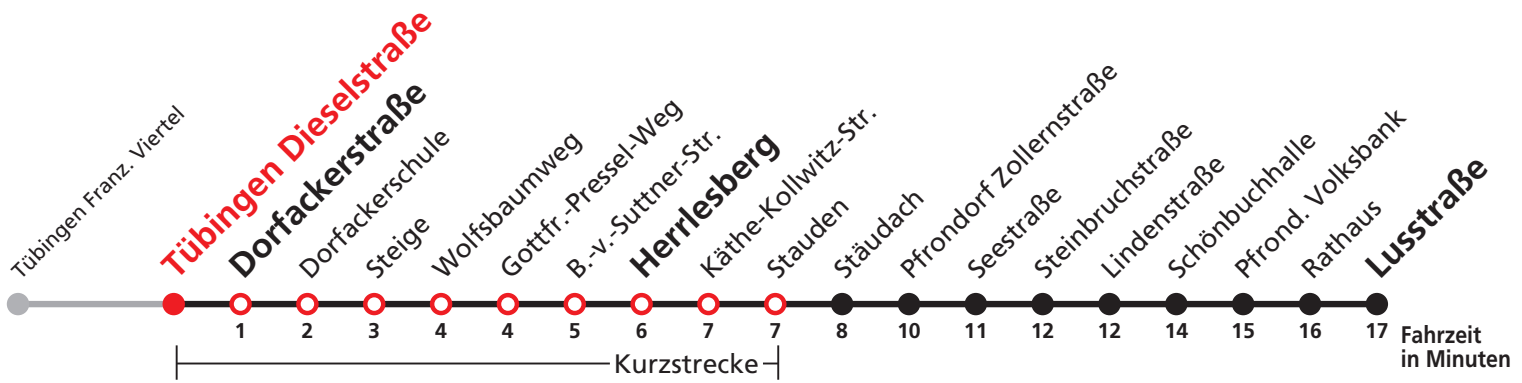 Tübingen Franz. Viertel
Tübingen Dieselstraße
Dorfackerstraße
Dorfackerschule
Steige
Wolfsbaumweg
Gottfr.-Pressel-Weg
B.-v.-Suttner-Str.
Herrlesberg
Käthe-Kollwitz-Str.
Stauden
Stäudach
Pfrondorf Zollernstraße
Seestraße
Steinbruchstraße
Lindenstraße
Schönbuchhalle
Pfrond. Volksbank
Rathaus
Lusstraße
1 2 3 4 4 5 6 7 7 8 10 11 12 12 14 15 16 17
Fahrzeit
in Minuten
Kurzstrecke